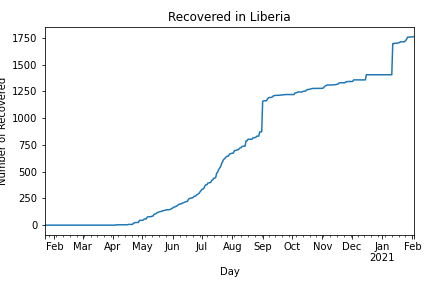 Recovered in Liberia
Number of Recovered
1750
1500
1250
1000
750
500
250
0
Feb Mar Apr May Jun Jul Aug Sep Oct Nov Dec Jan Feb
2021
Day